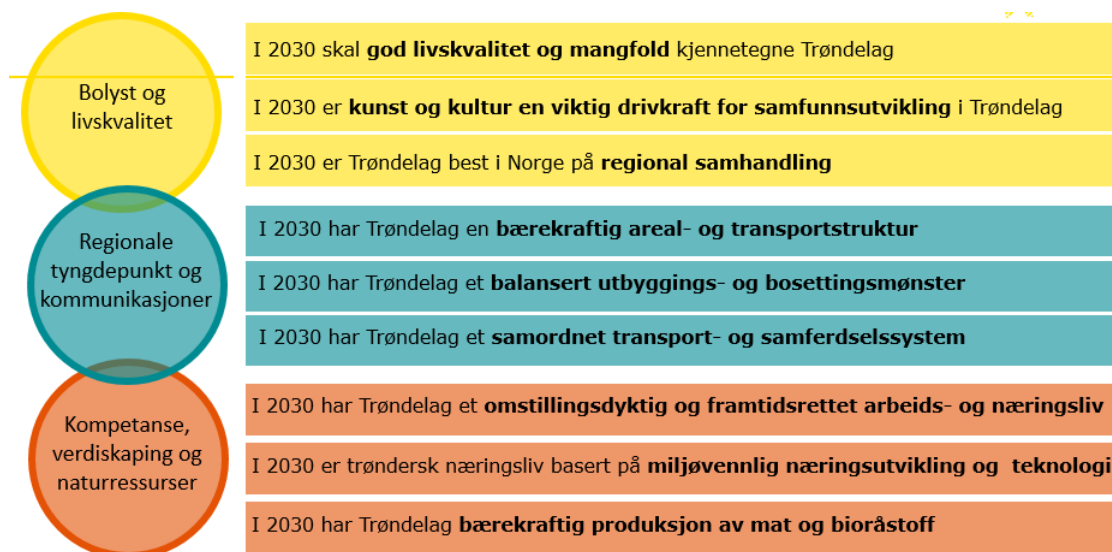 Bolyst og
livskvalitet
I 2030 skal god livskvalitet og mangfold kjennetegne Trøndelag
I 2030 er kunst og kultur en viktig drivkraft for samfunnsutvikling i Trøndelag
I 2030 er Trøndelag best i Norge på regional samhandling
Regionale
tyngdepunkt og
kommunikasjoner
I 2030 har Trøndelag en bærekraftig areal- og transportstruktur
I 2030 har Trøndelag et balansert utbyggings- og bosettingsmønster
I 2030 har Trøndelag et samordnet transport- og samferdselssystem
Kompetanse,
verdiskaping og
naturressurser
I 2030 har Trøndelag et omstillingsdyktig og framtidsrettet arbeids- og næringsliv
I 2030 er trøndersk næringsliv basert på miljøvennlig næringsutvikling og teknologi
I 2030 har Trøndelag bærekraftig produksjon av mat og bioråstoff